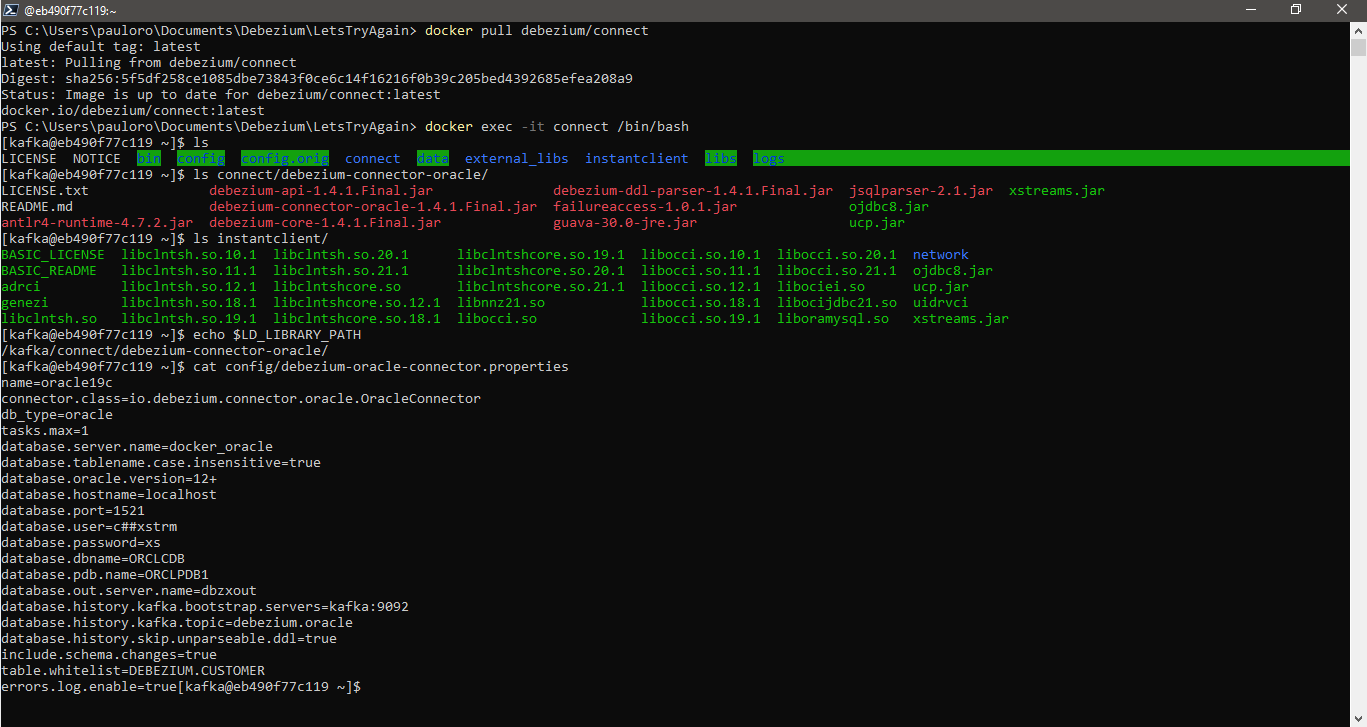 @eb490f77c119:~
PS C:\Users\pauloro\Documents\Debezium\LetsTryAgain> docker pull debezium/connect
Using default tag: latest
latest: Pulling from debezium/connect
Digest: sha256:5f5df258ce1085dbe73843f0ce6c14f16216f0b39c205bed4392685efea208a9
Status: Image is up to date for debezium/connect:latest
docker.io/debezium/connect:latest
PS C:\Users\pauloro\Documents\Debezium\LetsTryAgain> docker exec -it connect /bin/bash
[kafka@eb490f77c119 ~]$ ls
LICENSE  NOTICE  bin  config  config.orig  connect  data  external_libs  instantclient  libs  logs
[kafka@eb490f77c119 ~]$ ls connect/debezium-connector-oracle/
LICENSE.txt  debezium-api-1.4.1.Final.jar  debezium-ddl-parser-1.4.1.Final.jar  jsqlparser-2.1.jar  xstreams.jar
README.md  debezium-connector-oracle-1.4.1.Final.jar  failureaccess-1.0.1.jar  ojdbc8.jar
antlr4-runtime-4.7.2.jar  debezium-core-1.4.1.Final.jar  guava-30.0-jre.jar  ucp.jar
[kafka@eb490f77c119 ~]$ ls instantclient/
BASIC_LICENSE  libclntsh.so.10.1  libclntsh.so.20.1  libclntshcore.so.19.1  libocci.so.10.1  libocci.so.20.1  network
BASIC_README  libclntsh.so.11.1  libclntsh.so.21.1  libclntshcore.so.20.1  libocci.so.11.1  libocci.so.21.1  ojdbc8.jar
adrci  libclntsh.so.12.1  libclntshcore.so  libclntshcore.so.21.1  libocci.so.12.1  libociei.so  ucp.jar
genezi  libclntsh.so.18.1  libclntshcore.so.12.1  libnnz21.so  libocci.so.18.1  libocijdbc21.so  uidrvci
libclntsh.so  libclntsh.so.19.1  libclntshcore.so.18.1  libocci.so  libocci.so.19.1  liboramysql.so  xstreams.jar
[kafka@eb490f77c119 ~]$ echo $LD_LIBRARY_PATH
/kafka/connect/debezium-connector-oracle/
[kafka@eb490f77c119 ~]$ cat config/debezium-oracle-connector.properties
name=oracle19c
connector.class=io.debezium.connector.oracle.OracleConnector
db_type=oracle
tasks.max=1
database.server.name=docker_oracle
database.tablename.case.insensitive=true
database.oracle.version=12+
database.hostname=localhost
database.port=1521
database.user=c##xstrm
database.password=xs
database.dbname=ORCLCDB
database.pdb.name=ORCLPDB1
database.out.server.name=dbzxout
database.history.kafka.bootstrap.servers=kafka:9092
database.history.kafka.topic=debezium.oracle
database.history.skip.unparseable.ddl=true
include.schema.changes=true
table.whitelist=DEBEZIUM.CUSTOMER
errors.log.enable=true[kafka@eb490f77c119 ~]$